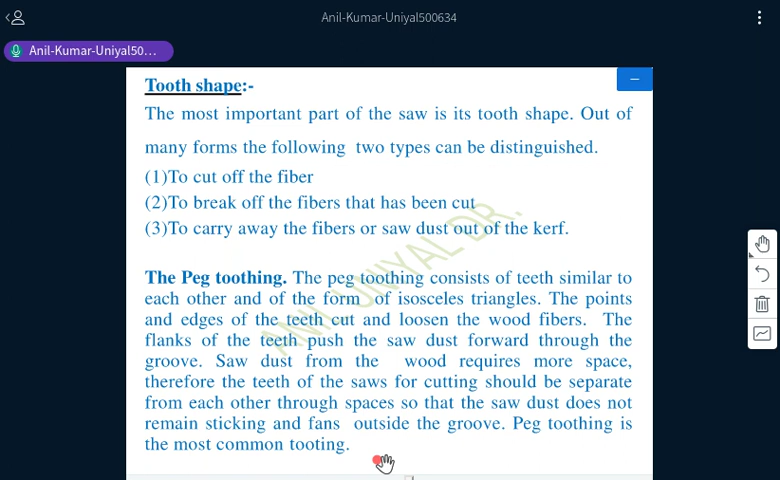 Anil-Kumar-Uniyal500634
Anil-Kumar-Uniyal50...
Tooth shape:-
The most important part of the saw is its tooth shape. Out of
many forms the following two types can be distinguished.
(1)To cut off the fiber
(2)To break off the fibers that has been cut
(3)To carry away the fibers or saw dust out of the kerf.
The Peg toothing. The peg toothing consists of teeth similar to
each other and of the form of isosceles triangles. The points
and edges of the teeth cut and loosen the wood fibers. The
flanks of the teeth push the saw dust forward through the
groove. Saw dust from the wood requires more space,
therefore the teeth of the saws for cutting should be separate
from each other through spaces so that the saw dust does not
remain sticking and fans outside the groove. Peg toothing is
the most common tooting.
ANIL UNIYAL DR.